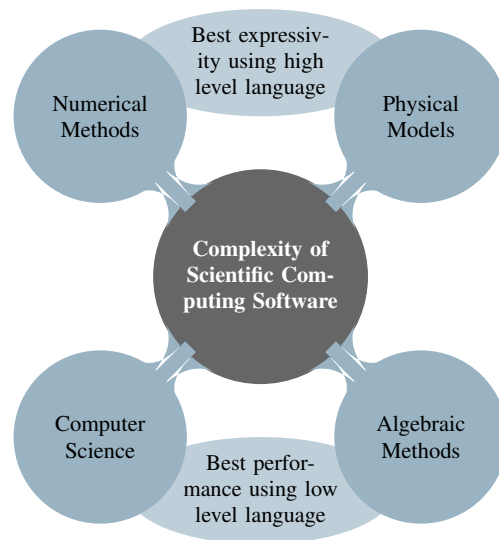 Best expressiv-
ity using high
level language
Numerical
Methods
Physical
Models
Complexity of
Scientific Com-
puting Software
Computer
Science
Algebraic
Methods
Best perfor-
mance using low
level language